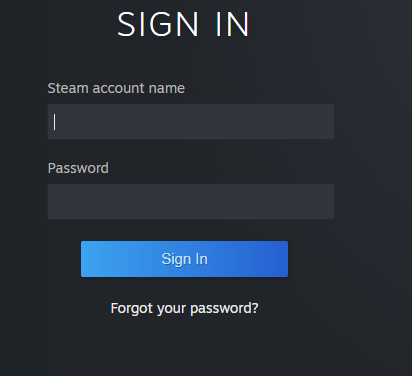 SIGN IN
Steam account name
Password
Sign In
Forgot your password?